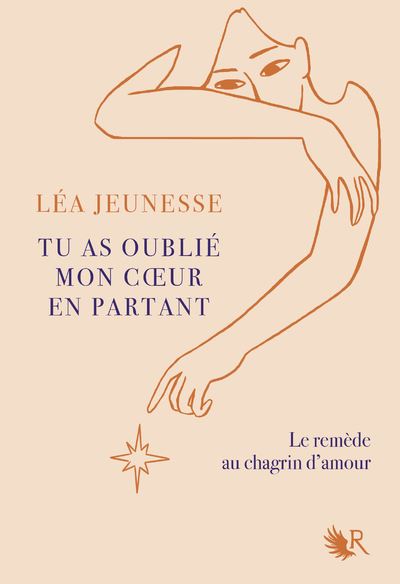 LÉA JEUNESSE
TU AS OUBLIÉ
MON CŒUR
EN PARTANT
Le remède
au chagrin d’amour
R